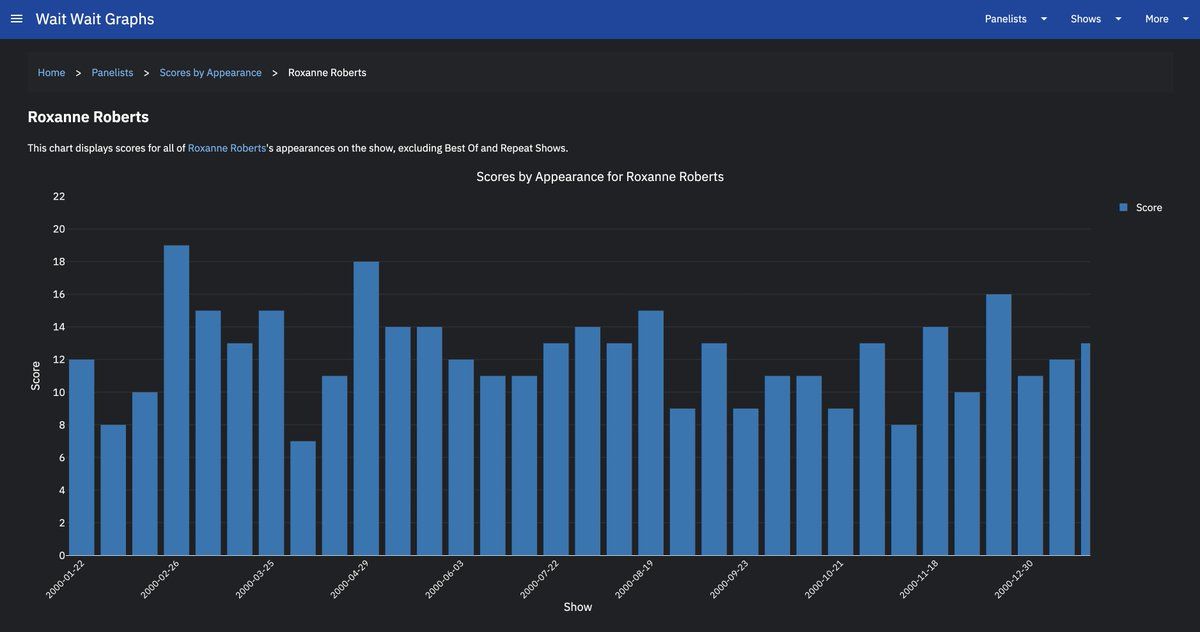 Wait Wait Graphs
Panelists Shows More
Home > Panelists > Scores by Appearance > Roxanne Roberts
Roxanne Roberts
This chart displays scores for all of Roxanne Roberts's appearances on the show, excluding Best Of and Repeat Shows.
Scores by Appearance for Roxanne Roberts
Score
22
20
18
16
14
12
10
8
6
4
2
0
Score
2000-01-22
2000-02-26
2000-03-25
2000-04-29
2000-06-03
2000-07-22
2000-08-19
2000-09-23
2000-10-21
2000-11-18
2000-12-30
Show